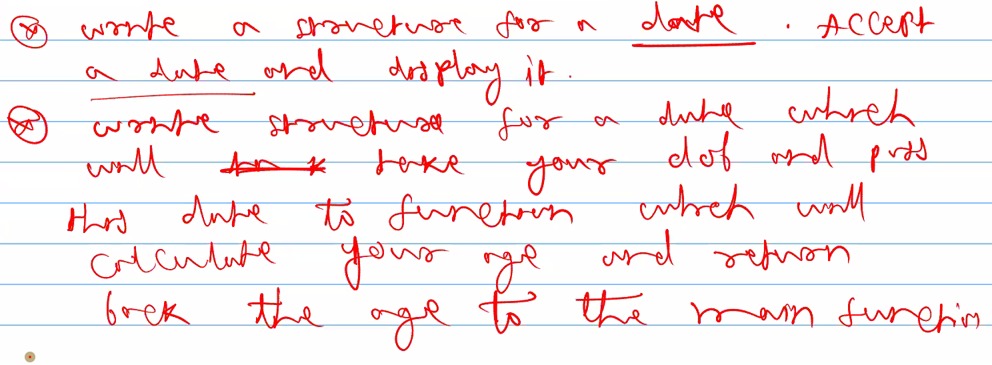 write a structure for a date. Accept
a date and display it.
write structure for a date which
will take your dob and pass
this date to function which will
calculate your age and return
back the age to the main function